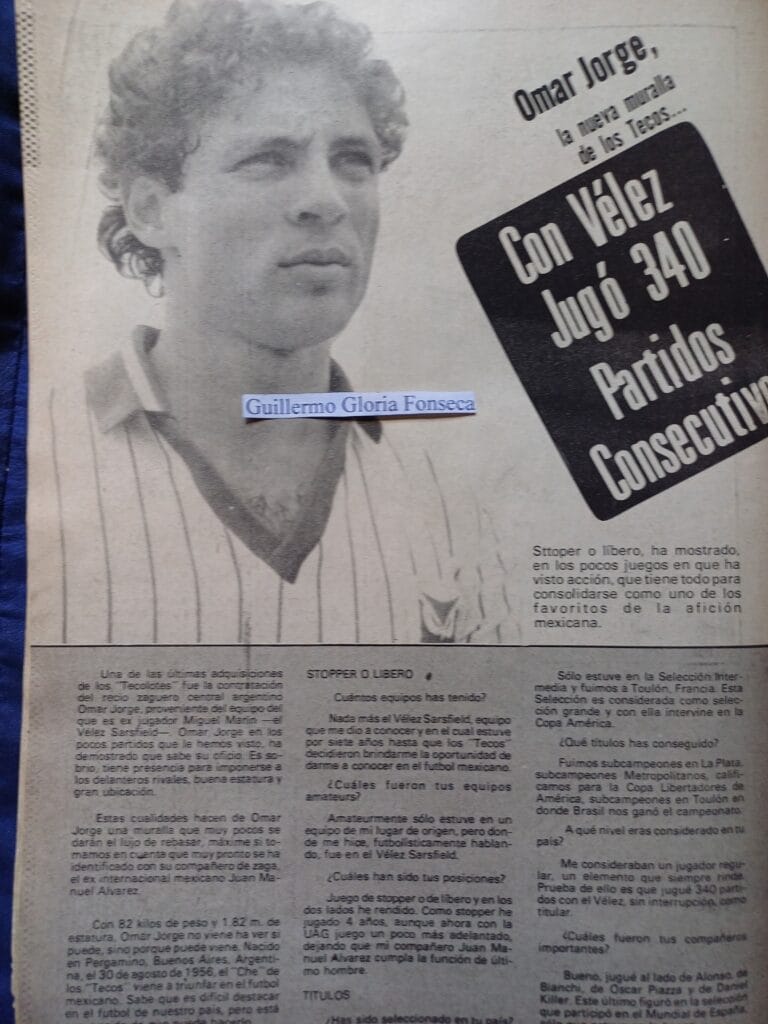 Omar Jorge,
la nueva muralla
de los Tecos...
Con Vélez
Jugó 340
Partidos
Consecutivo
Guillermo Gloria Fonseca
Sttoper o líbero, ha mostrado,
en los pocos juegos en que ha
visto acción, que tiene todo para
consolidarse como uno de los
favoritos de la afición
mexicana.
Una de las últimas adquisiciones
de los "Tecolotes" fue la contratación
del recio zaguero central argentino
Omar Jorge, proveniente del equipo del
que es ex jugador Miguel Marín —el
Vélez Sarsfield—. Omar Jorge en los
pocos partidos que le hemos visto, ha
demostrado que sabe su oficio. Es so-
brio, tiene presencia para imponerse a
los delanteros rivales, buena estatura y
gran ubicación.
Estas cualidades hacen de Omar
Jorge una muralla que muy pocos se
darán el lujo de rebasar, máxime si to-
mamos en cuenta que muy pronto se ha
identificado con su compañero de zaga,
el ex internacional mexicano Juan Ma-
nuel Alvarez.
Con 82 kilos de peso y 1.82 m. de
estatura, Omar Jorge no viene ha ver si
puede, sino porque puede viene. Nacido
en Pergamino, Buenos Aires, Argenti-
na, el 30 de agosto de 1956, el "Che" de
los "Tecos" viene a triunfar en el futbol
mexicano. Sabe que es difícil destacar
en el futbol de nuestro país, pero está
STOPPER O LIBERO
Cuántos equipos has tenido?
Nada más el Vélez Sarsfield, equipo
que me dio a conocer y en el cual estuve
por siete años hasta que los "Tecos"
decidieron brindarme la oportunidad de
darme a conocer en el futbol mexicano.
¿Cuáles fueron tus equipos
amateurs?
Amateurmente sólo estuve en un
equipo de mi lugar de origen, pero don-
de me hice, futbolísticamente hablan-
do, fue en el Vélez Sarsfield.
¿Cuáles han sido tus posiciones?
Juego de stopper o de líbero y en los
dos lados he rendido. Como stopper he
jugado 4 años, aunque ahora con la
UAG juego un poco más adelantado,
dejando que mi compañero Juan Ma-
nuel Alvarez cumpla la función de últi-
mo hombre.
TITULOS
¿Has sido seleccionado en tu país?
Sólo estuve en la Selección Inter-
media y fuimos a Toulón, Francia. Esta
Selección es considerada como selec-
ción grande y con ella intervine en la
Copa América.
¿Qué títulos has conseguido?
Fuimos subcampeones en La Plata,
subcampeones Metropolitanos, califi-
camos para la Copa Libertadores de
América, subcampeones en Toulón en
donde Brasil nos ganó el campeonato.
A qué nivel eras considerado en tu
país?
Me consideraban un jugador regu-
lar, un elemento que siempre rinde.
Prueba de ello es que jugué 340 parti-
dos con el Vélez, sin interrupción, como
titular.
¿Cuáles fueron tus compañeros
importantes?
Bueno, jugué al lado de Alonso, de
Bianchi, de Oscar Piazza y de Daniel
Killer. Este último figuró en la selección
que participó en el Mundial de España,